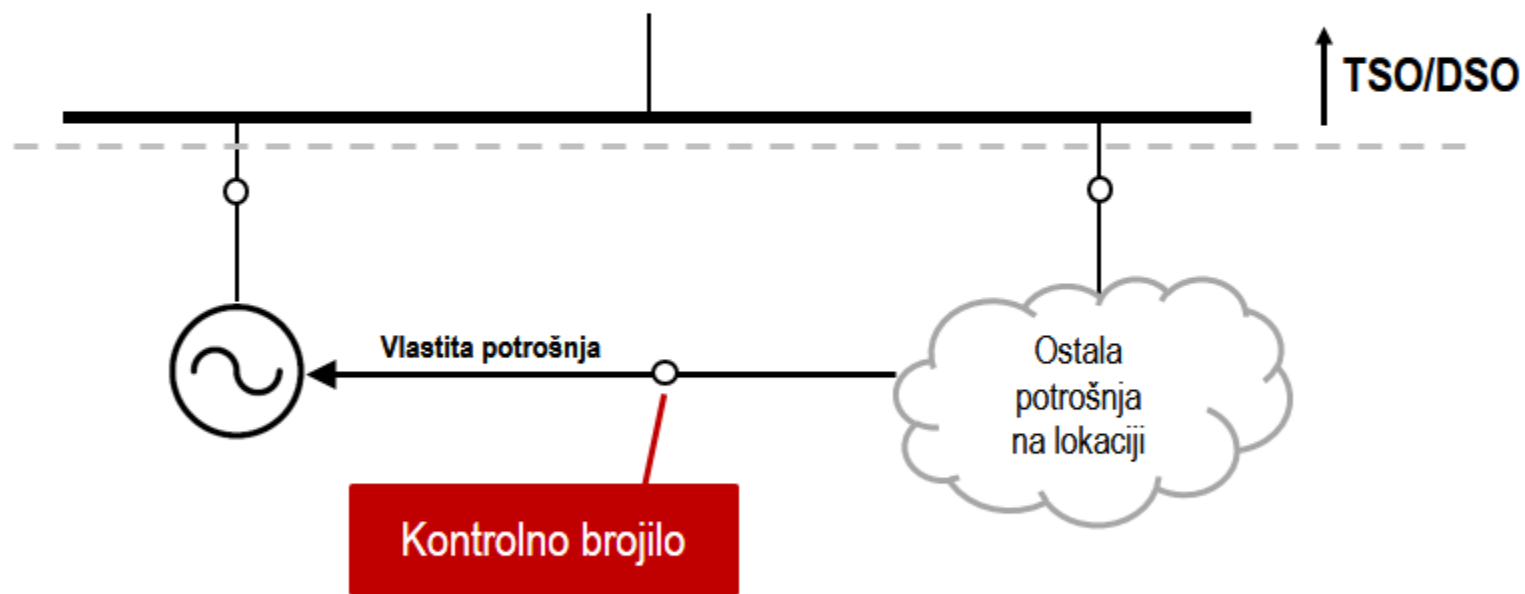 TSO/DSO
Vlastita potrošnja
Ostala
potrošnja
na lokaciji
Kontrolno brojilo